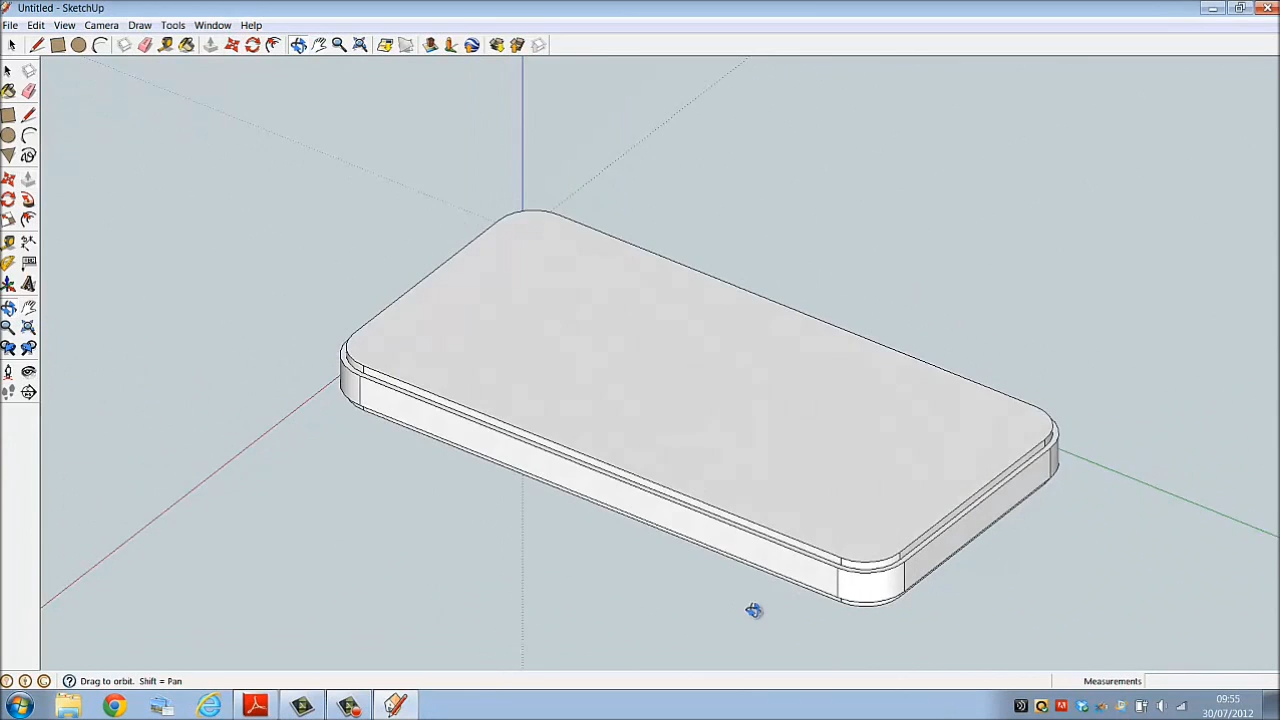 Untitled - SketchUp
File Edit View Camera Draw Tools Window Help
Drag to orbit. Shift = Pan
Measurements
09:55
30/07/2012